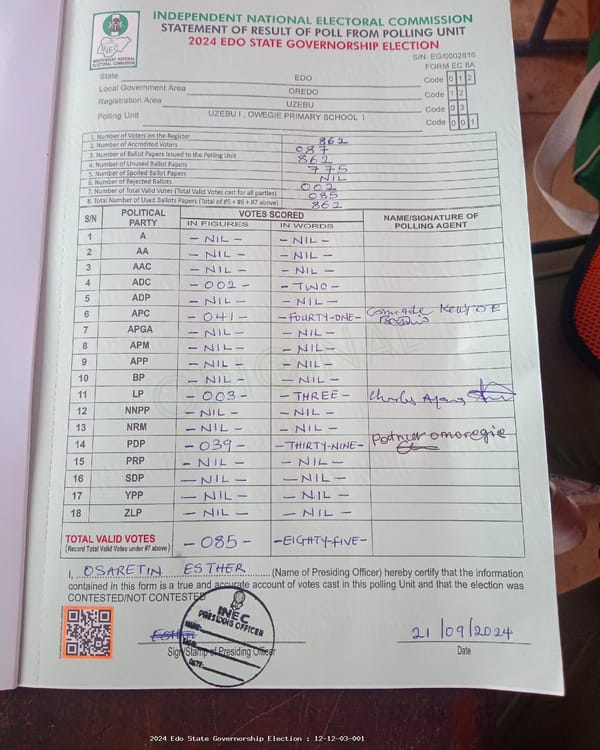 INDEPENDENT NATIONAL ELECTORAL COMMISSION
STATEMENT OF RESULT OF POLL FROM POLLING UNIT
2024 EDO STATE GOVERNORSHIP ELECTION
S/N: EG/0002816
FORM EC 8A
INEC
INDEPENDENT NATIONAL ELECTORAL COMMISSION
State EDO Code 0 1 2
Local Government Area OREDO Code 1 2
Registration Area UZEBU Code 0 3
Polling Unit UZEBU I, OWEGIE PRIMARY SCHOOL I Code 0 0 1
1. Number of Voters on the Register 862
2. Number of Accredited Voters 087
3. Number of Ballot Papers Issued to the Polling Unit 862
4. Number of Unused Ballot Papers 775
5. Number of Spoiled Ballot Papers NIL
6. Number of Rejected Ballots 002
7. Number of Total Valid Votes (Total Valid Votes cast for all parties) 085
8. Total Number of Used Ballots Papers (Total of #5 + #6 + #7 above) 862
S/N POLITICAL PARTY VOTES SCORED NAME/SIGNATURE OF POLLING AGENT
IN FIGURES IN WORDS
1 A - NIL - - NIL -
2 AA - NIL - - NIL -
3 AAC - NIL - - NIL -
4 ADC - 002 - - TWO -
5 ADP - NIL - - NIL -
6 APC - 041 - - FOURTY-ONE - Comrade
7 APGA - NIL - - NIL -
8 APM - NIL - - NIL -
9 APP - NIL - - NIL -
10 BP - NIL - - NIL -
11 LP - 003 - - THREE - Charles
12 NNPP - NIL - - NIL -
13 NRM - NIL - - NIL -
14 PDP - 039 - - THIRTY-NINE - omoregie
15 PRP - NIL - - NIL -
16 SDP - NIL - - NIL -
17 YPP - NIL - - NIL -
18 ZLP - NIL - - NIL -
TOTAL VALID VOTES - 085 - - EIGHTY-FIVE -
(Record Total Valid Votes under #7 above)
I, OSARETIN ESTHER (Name of Presiding Officer) hereby certify that the information
contained in this form is a true and accurate account of votes cast in this polling Unit and that the election was
CONTESTED/NOT CONTESTED
INEC
PRESIDING OFFICER
NAME:
SIGN:
DATE:
21/09/2024
Sign/Stamp of Presiding Officer Date
2024 Edo State Governorship Election : 12-12-03-001